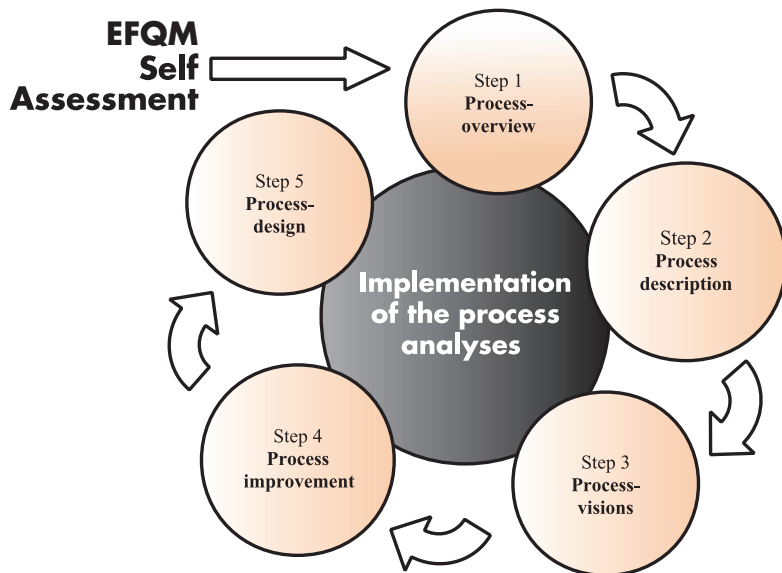 EFQM
Self
Assessment
Step 1
Process-
overview
Step 2
Process
description
Step 3
Process-
visions
Step 4
Process
improvement
Step 5
Process-
design
Implementation
of the process
analyses